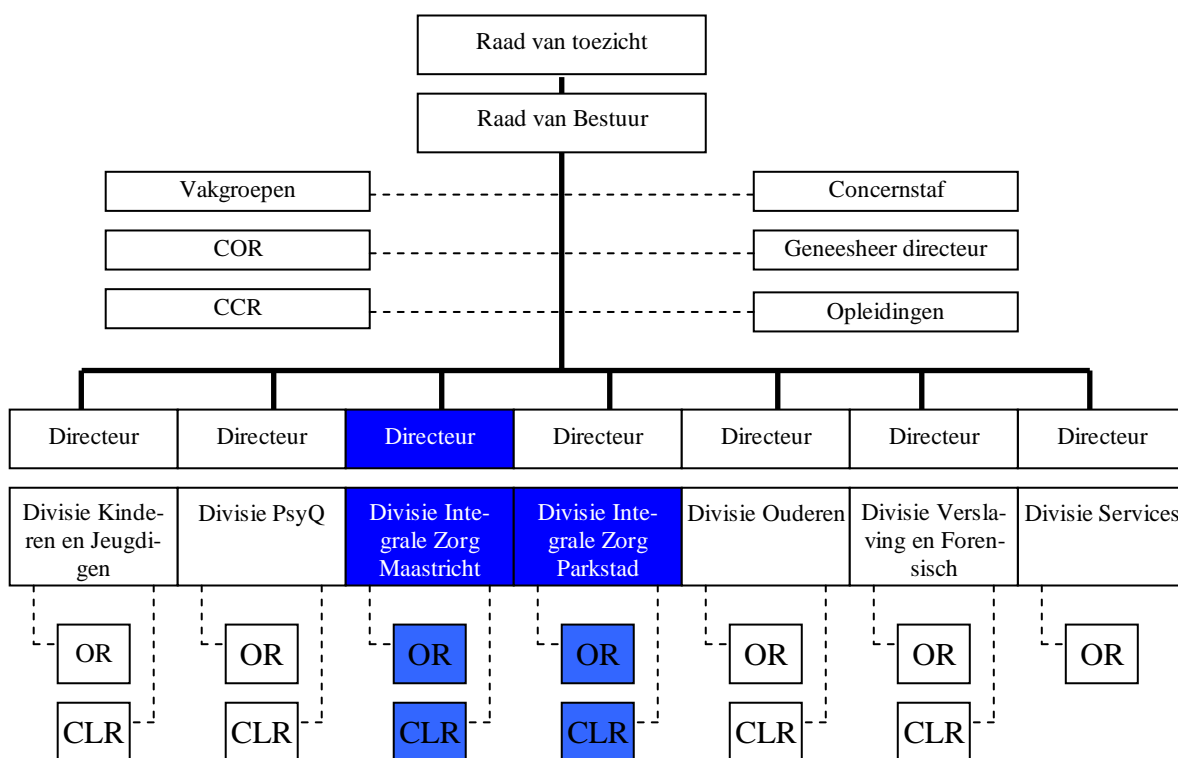 Raad van toezicht
Raad van Bestuur
Vakgroepen
Concernstaf
COR
Geneesheer directeur
CCR
Opleidingen
Directeur
Directeur
Directeur
Directeur
Directeur
Directeur
Directeur
Divisie Kinde-
ren en Jeugdi-
gen
Divisie PsyQ
Divisie Inte-
grale Zorg
Maastricht
Divisie Inte-
grale Zorg
Parkstad
Divisie Ouderen
Divisie Versla-
ving en Foren-
sisch
Divisie Services
OR
OR
OR
OR
OR
OR
OR
CLR
CLR
CLR
CLR
CLR
CLR